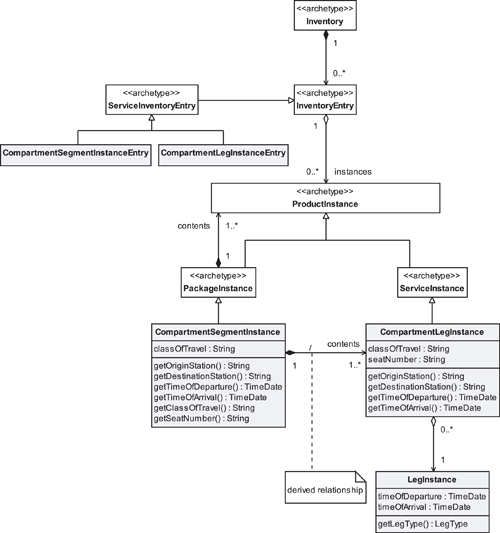 <<archetype>>
Inventory
1
0..*
<<archetype>>
ServiceInventoryEntry
<<archetype>>
InventoryEntry
1
CompartmentSegmentInstanceEntry
CompartmentLegInstanceEntry
0..*
instances
<<archetype>>
ProductInstance
contents
1..*
1
<<archetype>>
PackageInstance
<<archetype>>
ServiceInstance
CompartmentSegmentInstance
classOfTravel : String
getOriginStation() : String
getDestinationStation() : String
getTimeOfDeparture() : TimeDate
getTimeOfArrival() : TimeDate
getClassOfTravel() : String
getSeatNumber() : String
/
contents
1
1..*
CompartmentLegInstance
classOfTravel : String
seatNumber : String
getOriginStation() : String
getDestinationStation() : String
getTimeOfDeparture() : TimeDate
getTimeOfArrival() : TimeDate
0..*
1
derived relationship
LegInstance
timeOfDeparture : TimeDate
timeOfArrival : TimeDate
getLegType() : LegType